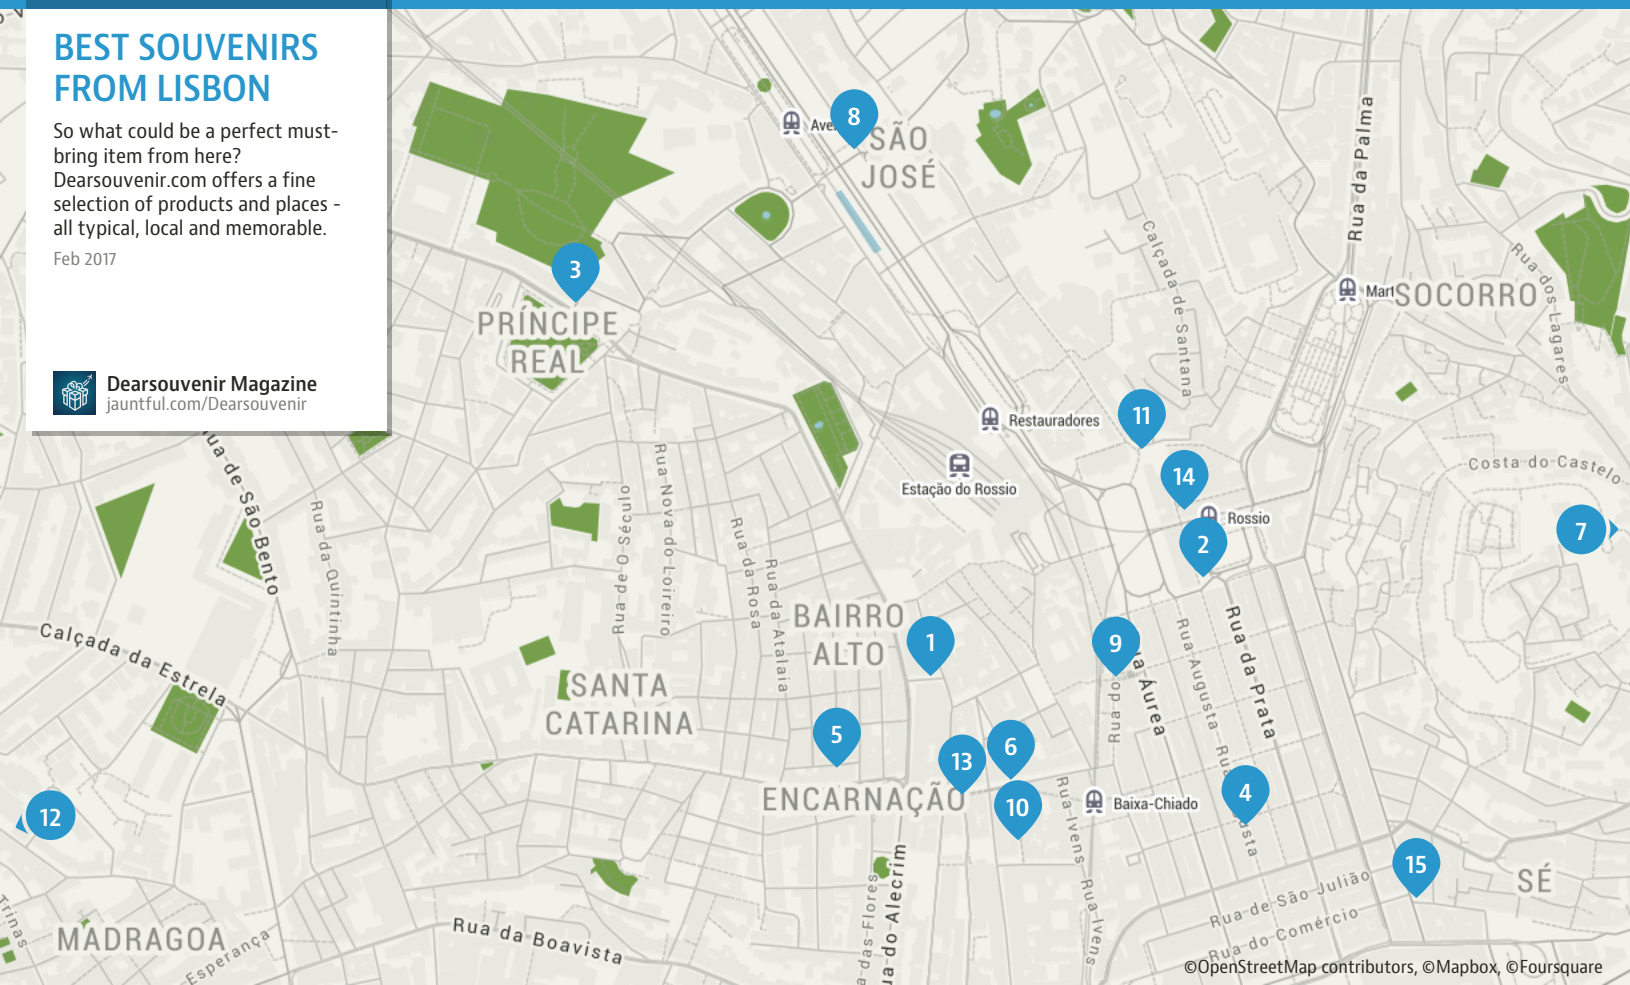 BEST SOUVENIRS
FROM LISBON
So what could be a perfect must-
bring item from here?
Dearsouvenir.com offers a fine
selection of products and places -
all typical, local and memorable.
Feb 2017
Dearsouvenir Magazine
jauntful.com/Dearsouvenir
8
SÃO
JOSÉ
3
PRÍNCIPE
REAL
Rua da Palma
Calçada de Santana
SOCORRO
Rua dos Lagares
11
Restauradores
14
Estação do Rossio
Rossio
2
Costa do Castelo
7
Rua de São Bento
Rua da Quintinha
Rua de O Século
Rua Nova do Loireiro
Rua da Rosa
Rua da Atalaia
BAIRRO
ALTO
1
9
Áurea
Rua Augusta
Rua da Prata
Calçada da Estrela
SANTA
CATARINA
5
13
6
10
ENCARNAÇÃO
Rua do
Rua Ivens
Baixa-Chiado
4
12
15
SÉ
Rua de São Julião
Rua do Comércio
Rua Ivens
das Flores
do Alecrim
Rua da Boavista
MADRAGOA
Esperança
Trinas
©OpenStreetMap contributors, ©Mapbox, ©Foursquare